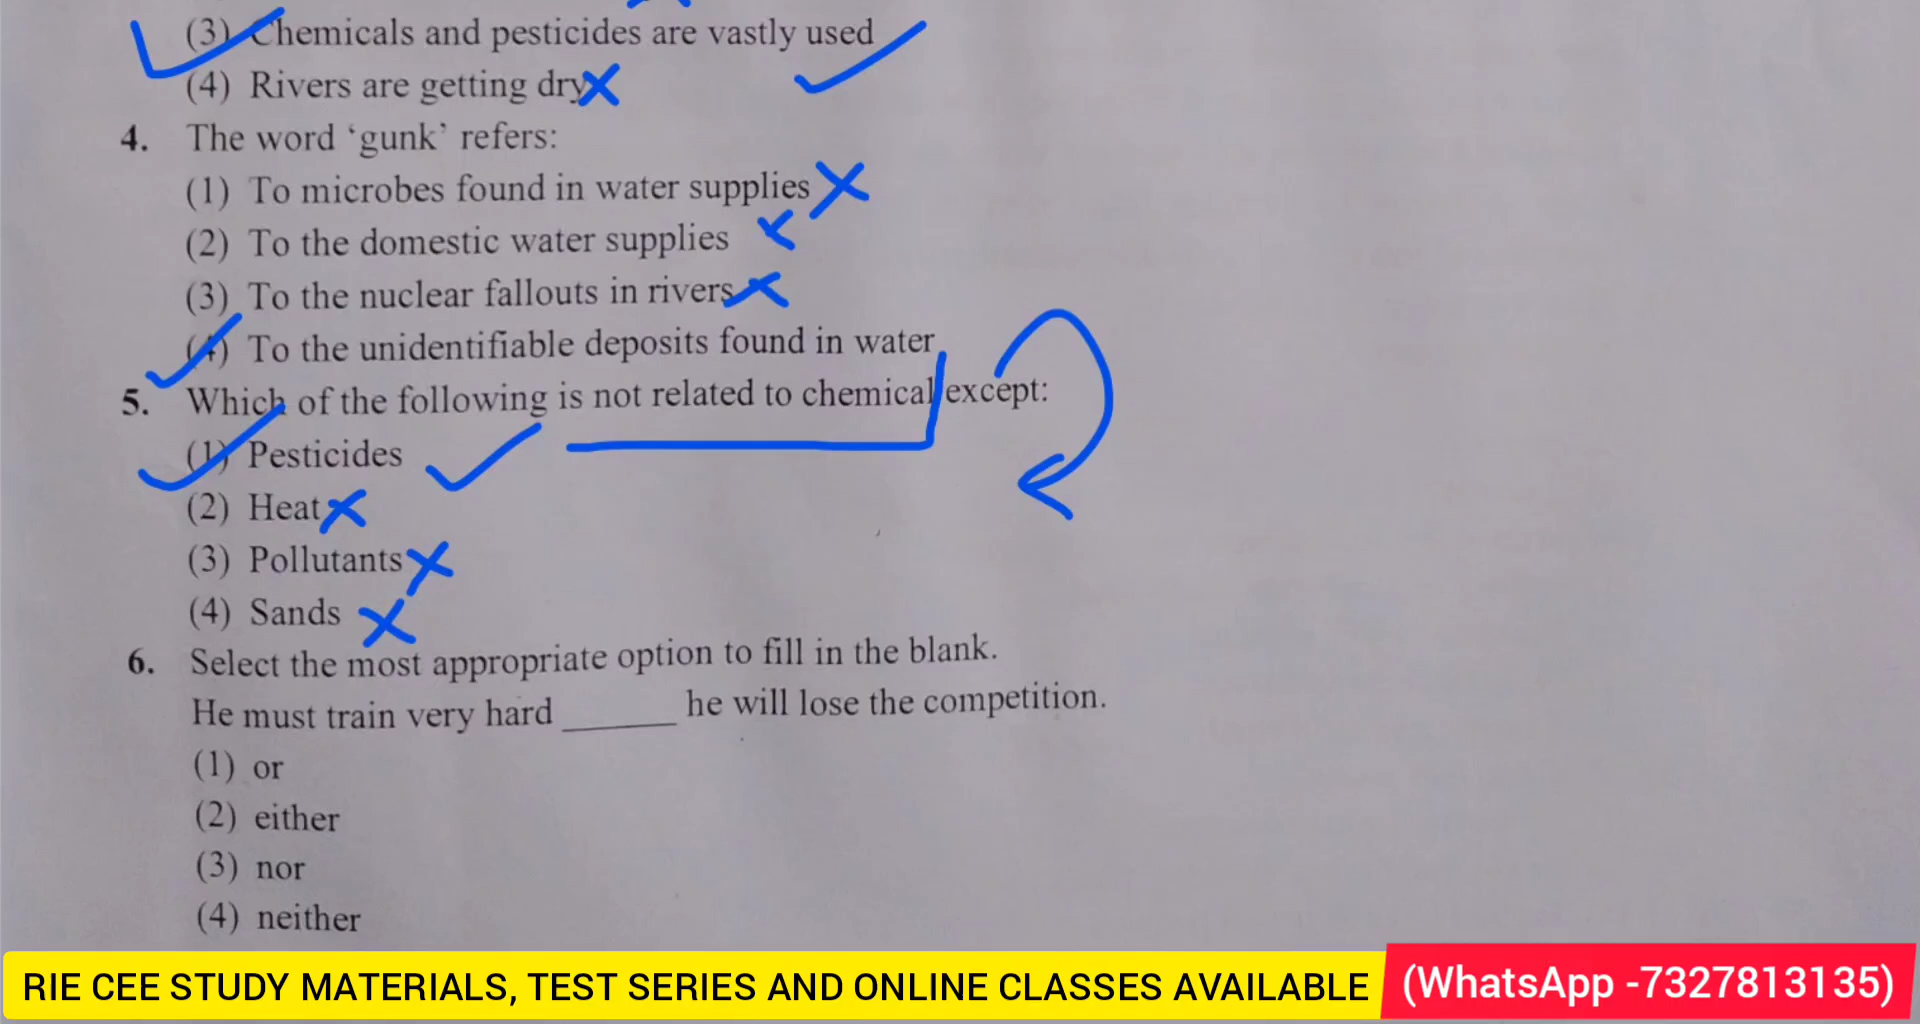 (3) Chemicals and pesticides are vastly used
(4) Rivers are getting dry
4. The word ‘gunk’ refers:
(1) To microbes found in water supplies
(2) To the domestic water supplies
(3) To the nuclear fallouts in rivers
(4) To the unidentifiable deposits found in water
5. Which of the following is not related to chemical except:
(1) Pesticides
(2) Heat
(3) Pollutants
(4) Sands
6. Select the most appropriate option to fill in the blank.
He must train very hard ______ he will lose the competition.
(1) or
(2) either
(3) nor
(4) neither
RIE CEE STUDY MATERIALS, TEST SERIES AND ONLINE CLASSES AVAILABLE (WhatsApp -7327813135)